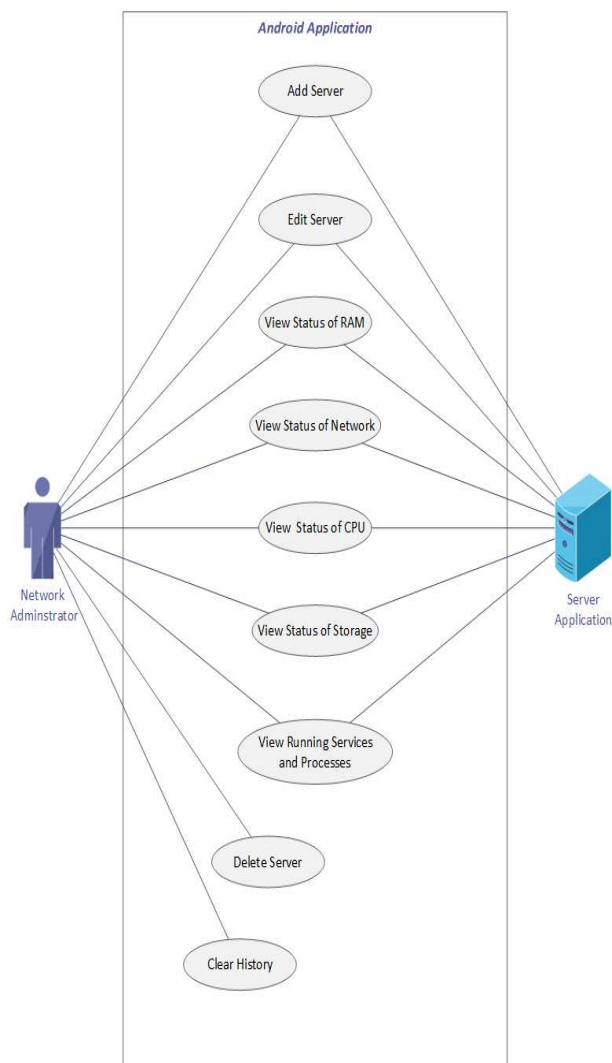 Android Application
Add Server
Edit Server
View Status of RAM
View Status of Network
View Status of CPU
Network
Adminstrator
Server
Application
View Status of Storage
View Running Services
and Processes
Delete Server
Clear History